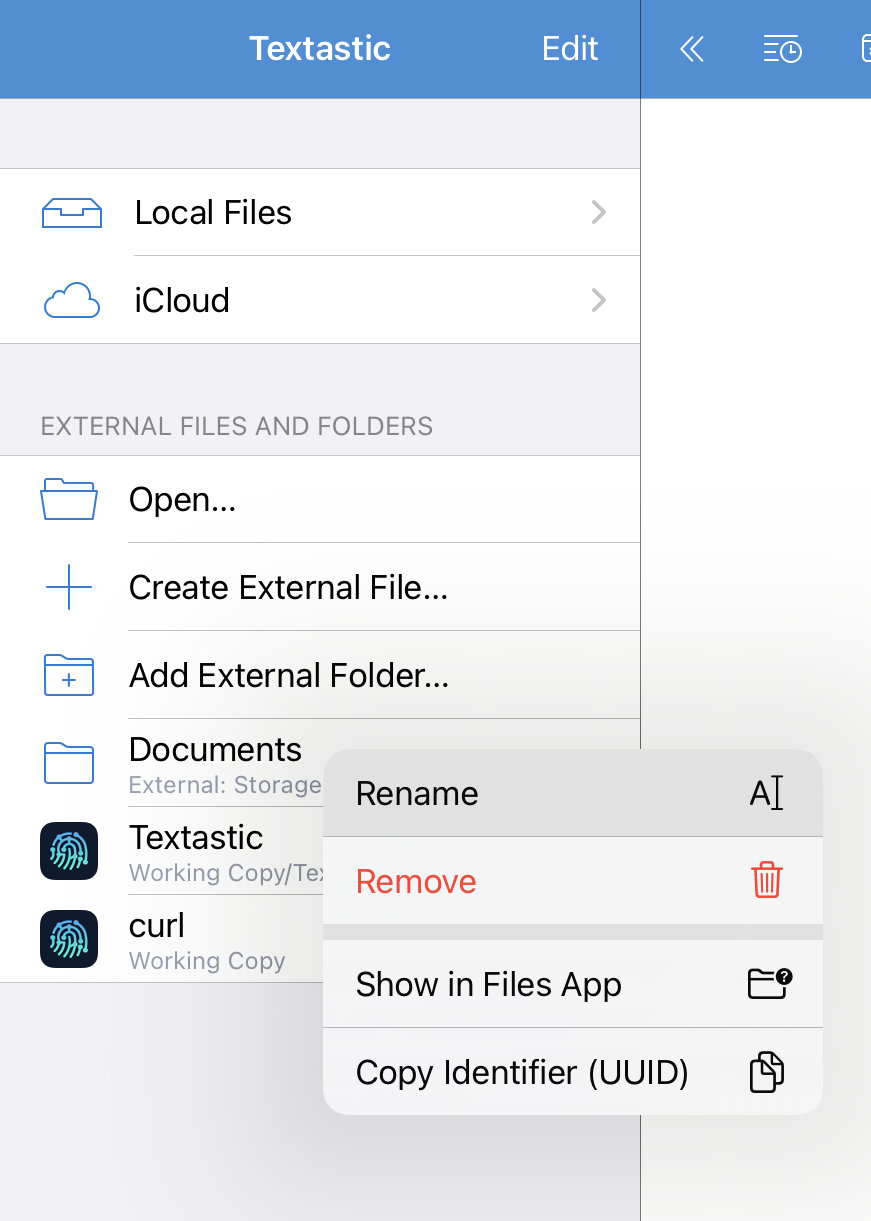 Textastic
Edit
Local Files
iCloud
EXTERNAL FILES AND FOLDERS
Open...
Create External File...
Add External Folder...
Documents
External: Storage
Textastic
Working Copy/Te
curl
Working Copy
Rename
Remove
Show in Files App
Copy Identifier (UUID)